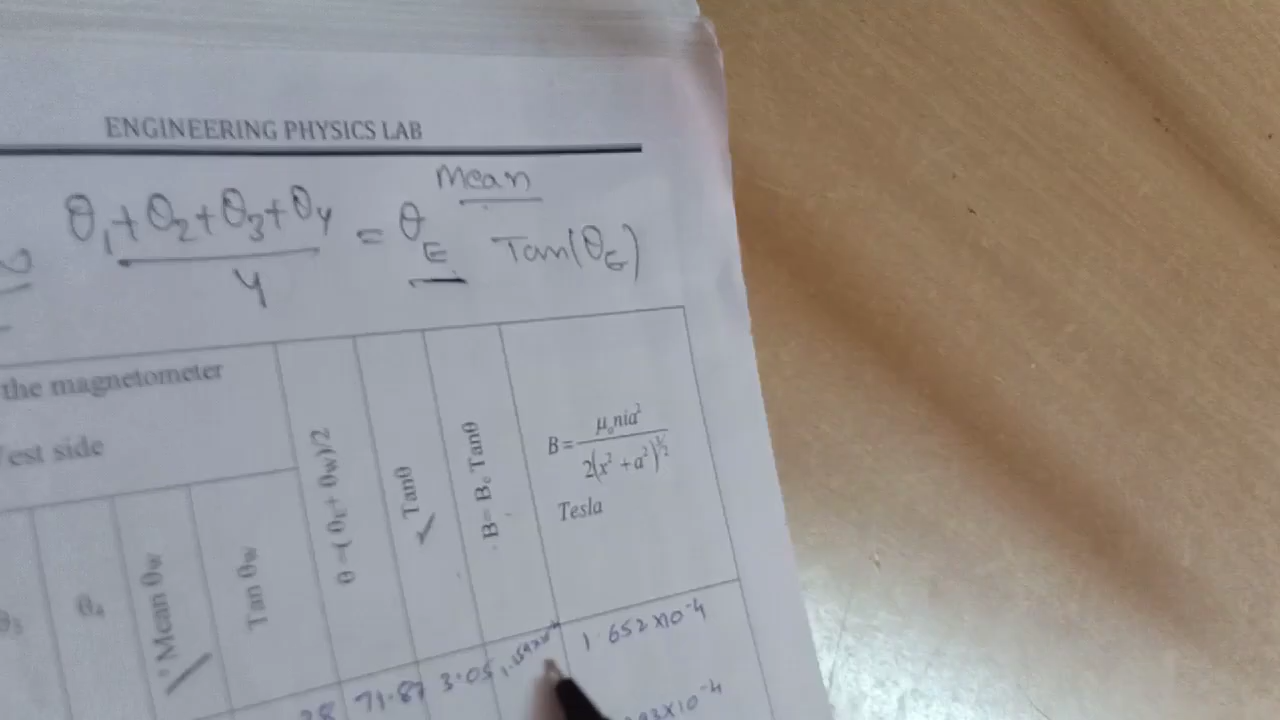 ENGINEERING PHYSICS LAB
Mean
θ₁+θ₂+θ₃+θ4 / 4 = θE Tan(θE)
the magnetometer
est side
θ₄
Mean θw
Tan θw
θ=(θE+θw)/2
Tanθ
B=Bₑ Tanθ
B= μ₀nia² / 2(x²+a²)^3/2
Tesla
71.87 3.05 1.652×10⁻⁴